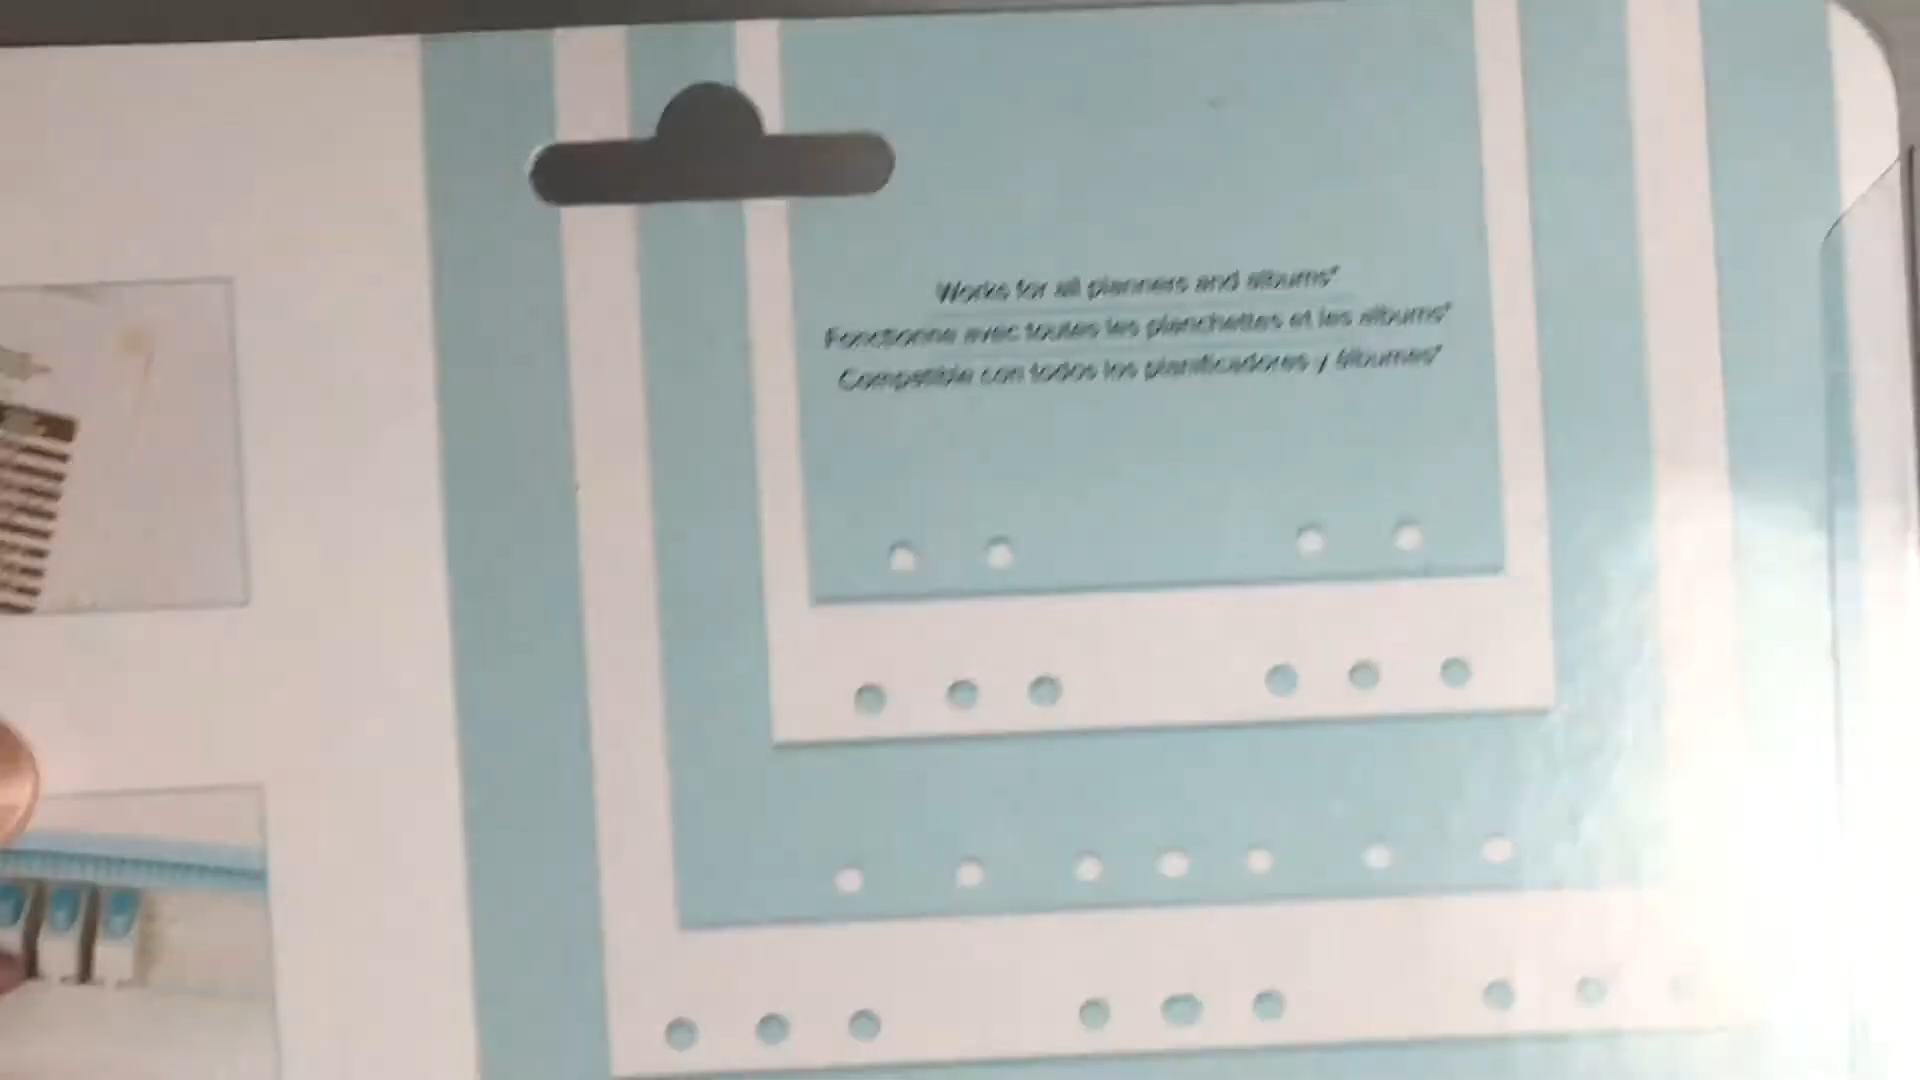 Works for all planners and albums*
Fonctionne avec toutes les planchettes et les albums*
Compatible con todos los planificadores y álbumes*